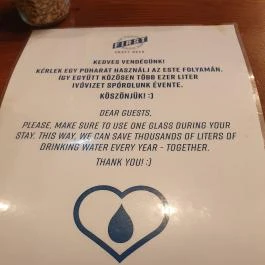 FIRST
CRAFT BEER
KEDVES VENDÉGÜNK!
KÉRLEK EGY POHARAT HASZNÁLJ AZ ESTE FOLYAMÁN.
ÍGY EGYÜTT KÖZÖSEN TÖBB EZER LITER
IVÓVIZET SPÓROLUNK ÉVENTE.
KÖSZÖNJÜK! :)
DEAR GUESTS,
PLEASE, MAKE SURE TO USE ONE GLASS DURING YOUR
STAY. THIS WAY, WE CAN SAVE THOUSANDS OF LITERS OF
DRINKING WATER EVERY YEAR - TOGETHER.
THANK YOU! :)